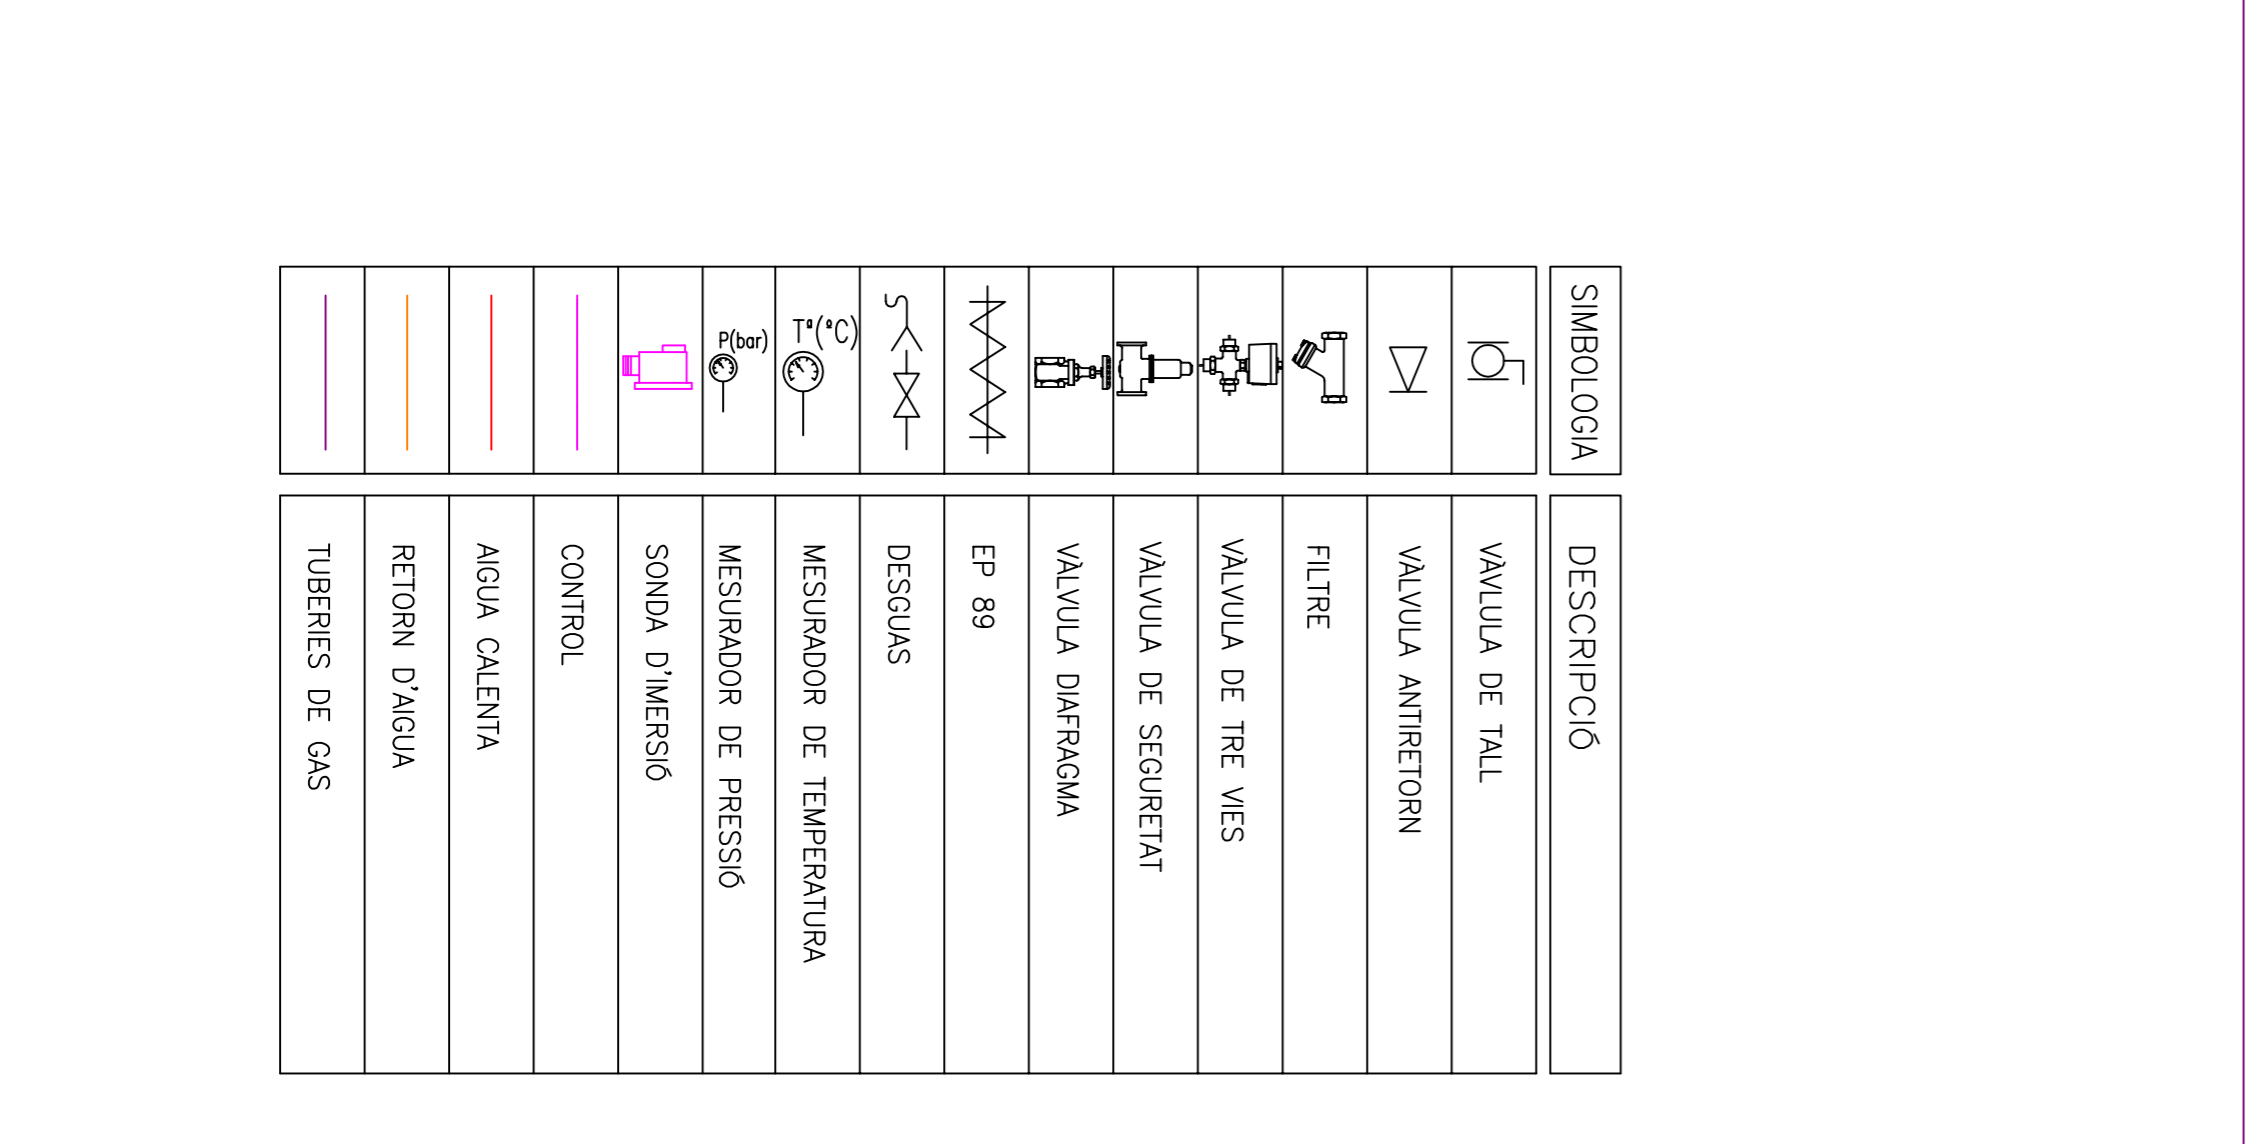 SIMBOLOGIA
DESCRIPCIÓ
VÀVLULA DE TALL
VÀLVULA ANTIRETORN
FILTRE
VÀLVULA DE TRE VIES
VÀLVULA DE SEGURETAT
VÀLVULA DIAFRAGMA
EP 89
DESGUAS
Tª(ºC)
MESURADOR DE TEMPERATURA
P(bar)
MESURADOR DE PRESSIÓ
SONDA D'IMERSIÓ
CONTROL
AIGUA CALENTA
RETORN D'AIGUA
TUBERIES DE GAS